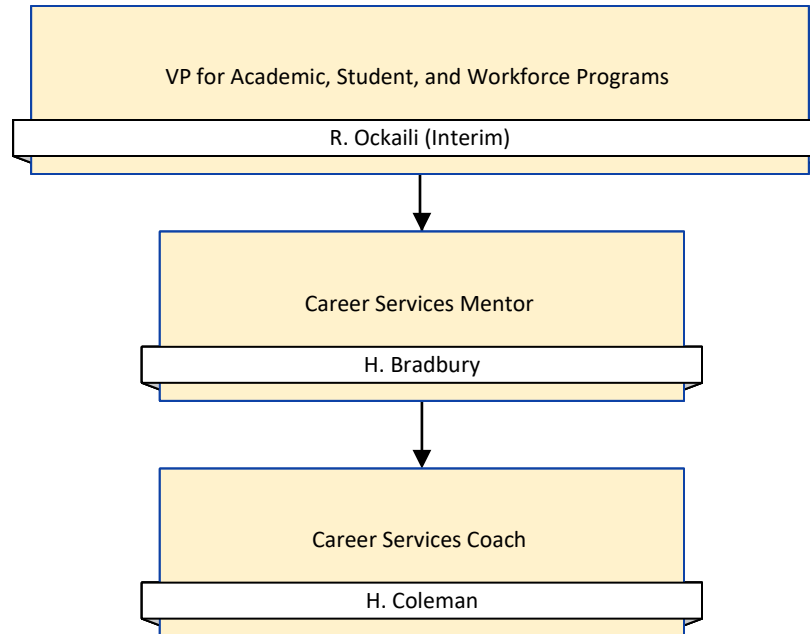 VP for Academic, Student, and Workforce Programs
R. Ockaili (Interim)
Career Services Mentor
H. Bradbury
Career Services Coach
H. Coleman